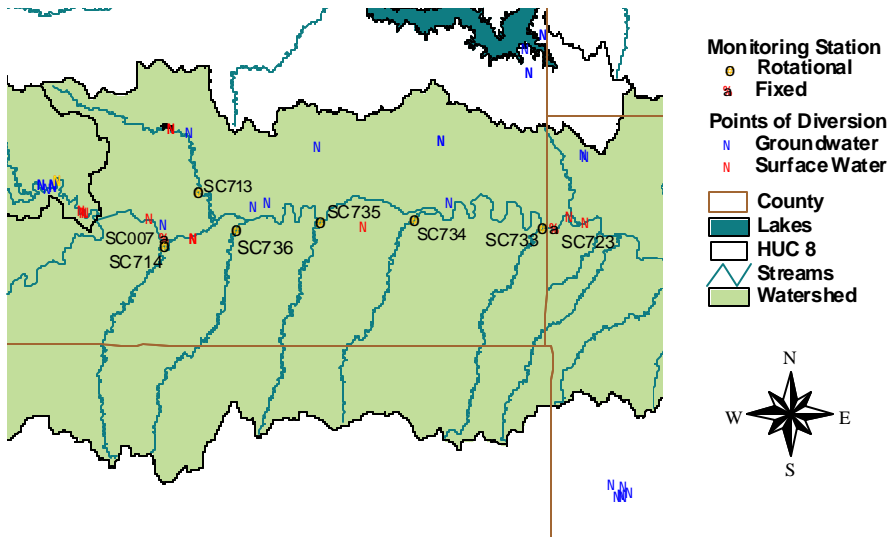 SC713
SC735
SC007 a
SC736
SC734
SC733 a SC723
SC714
Monitoring Station
Rotational
a Fixed
Points of Diversion
N Groundwater
N Surface Water
County
Lakes
HUC 8
Streams
Watershed
N
W E
S